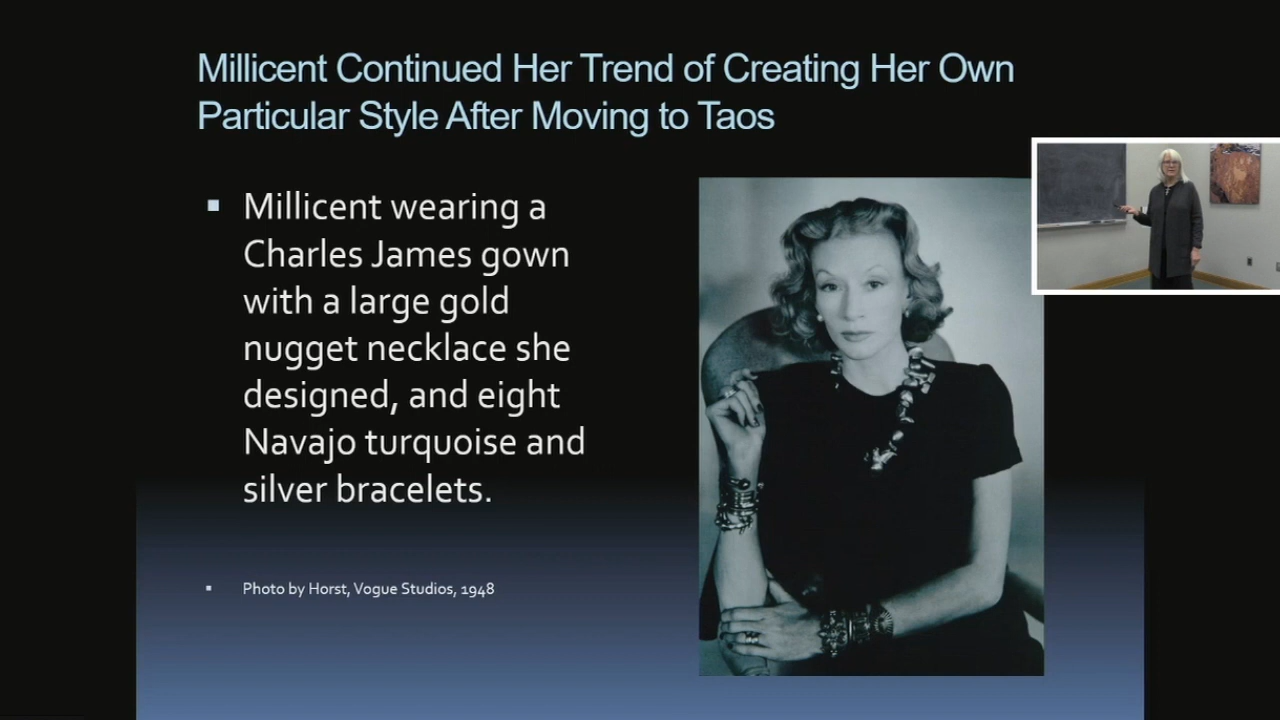 Millicent Continued Her Trend of Creating Her Own
Particular Style After Moving to Taos
Millicent wearing a
Charles James gown
with a large gold
nugget necklace she
designed, and eight
Navajo turquoise and
silver bracelets.
Photo by Horst, Vogue Studios, 1948